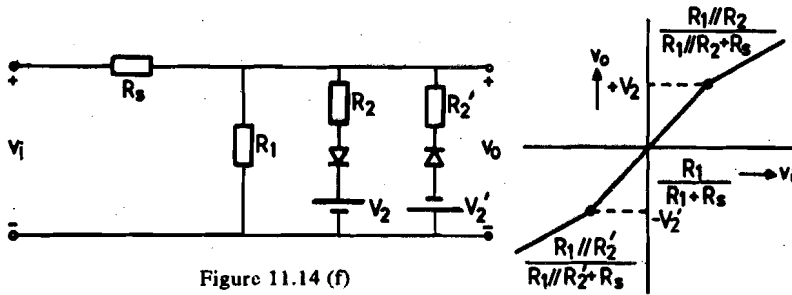 +
Rs
R1
R2
R2'
vi
V2
V2'
+
vo
Figure 11.14 (f)
vo
+V2
R1//R2
R1//R2+Rs
R1
R1+Rs
-V2'
R1//R2'
R1//R2'+Rs